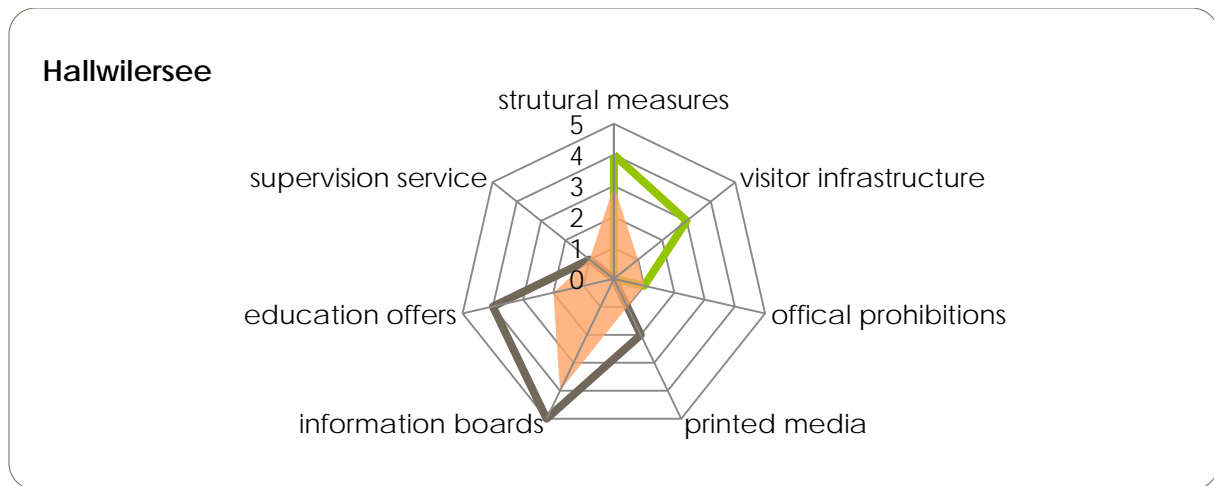 Hallwilersee
strutural measures
5
4
3
2
1
0
supervision service
visitor infrastructure
education offers
offical prohibitions
information boards
printed media